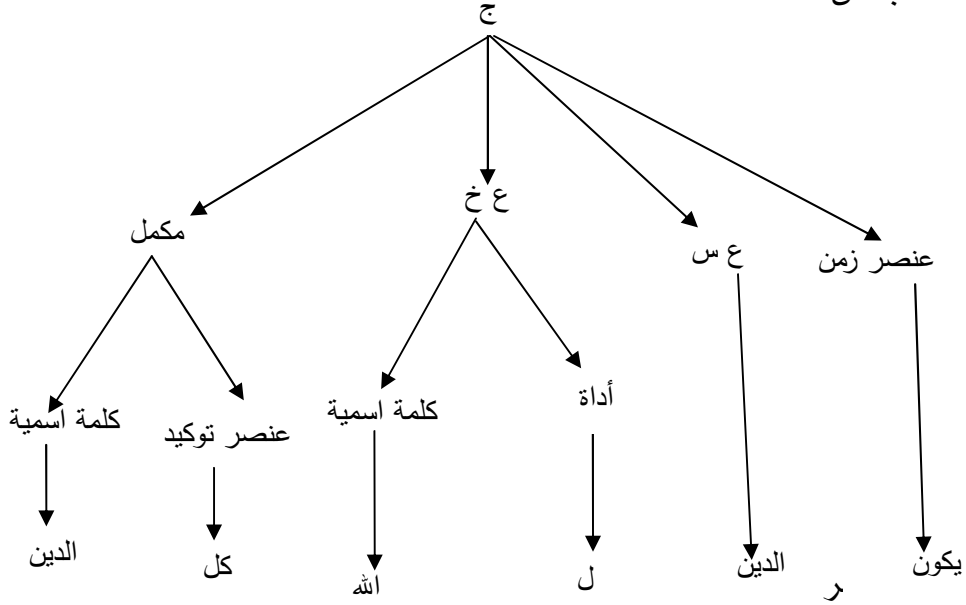 ج
عنصر زمن
ع س
ع خ
مكمل
أداة
كلمة اسمية
عنصر توكيد
كلمة اسمية
يكون
الدين
ل
الله
كل
الدين